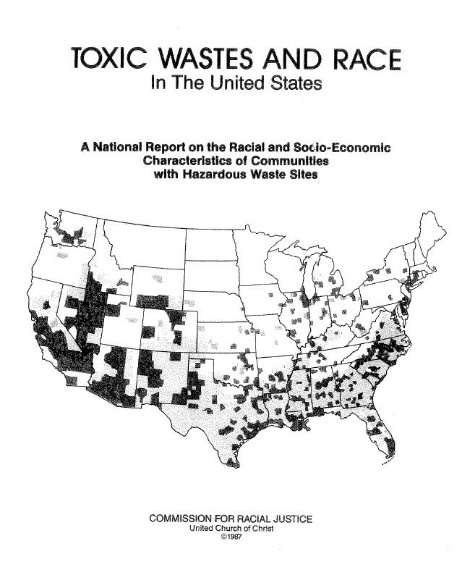 TOXIC WASTES AND RACE
In The United States
A National Report on the Racial and Socio-Economic
Characteristics of Communities
with Hazardous Waste Sites
COMMISSION FOR RACIAL JUSTICE
United Church of Christ
©1987